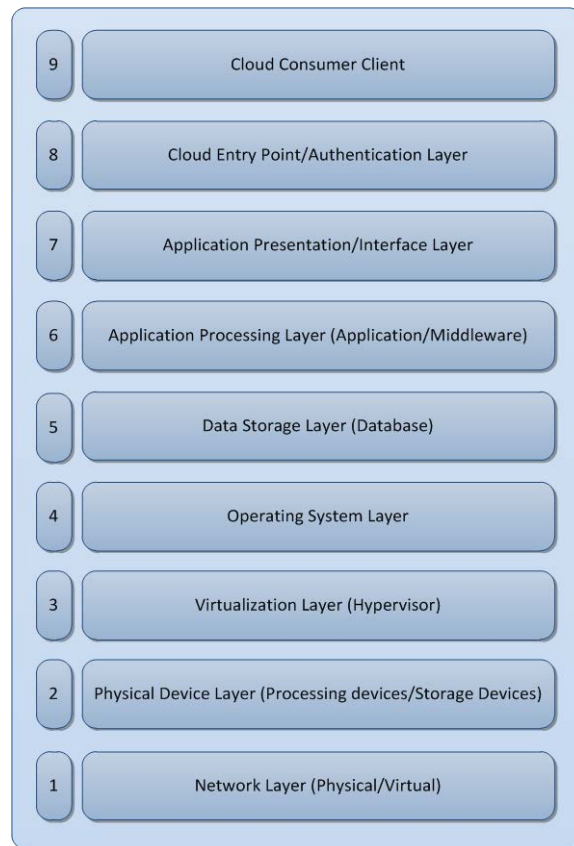 9 Cloud Consumer Client
8 Cloud Entry Point/Authentication Layer
7 Application Presentation/Interface Layer
6 Application Processing Layer (Application/Middleware)
5 Data Storage Layer (Database)
4 Operating System Layer
3 Virtualization Layer (Hypervisor)
2 Physical Device Layer (Processing devices/Storage Devices)
1 Network Layer (Physical/Virtual)